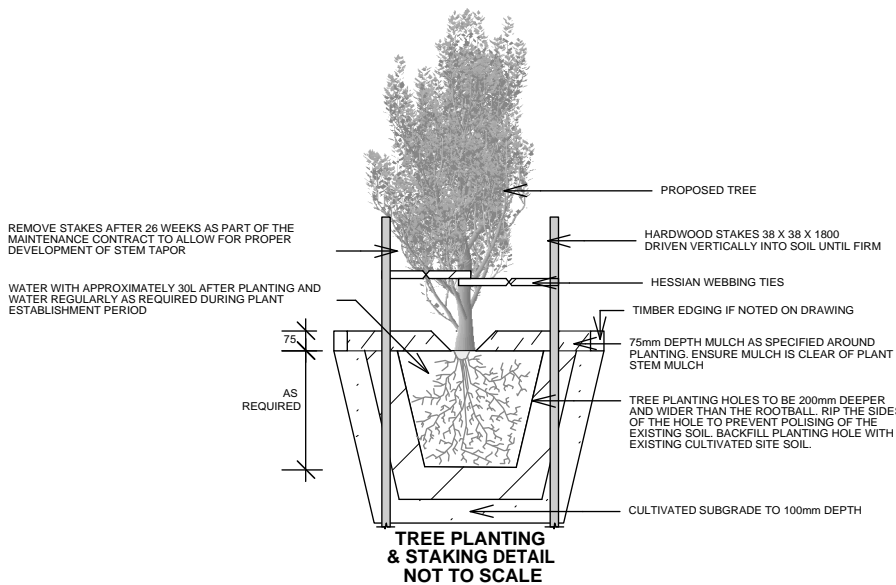 REMOVE STAKES AFTER 26 WEEKS AS PART OF THE
MAINTENANCE CONTRACT TO ALLOW FOR PROPER
DEVELOPMENT OF STEM TAPOR
WATER WITH APPROXIMATELY 30L AFTER PLANTING AND
WATER REGULARLY AS REQUIRED DURING PLANT
ESTABLISHMENT PERIOD
75
AS
REQUIRED
PROPOSED TREE
HARDWOOD STAKES 38 X 38 X 1800
DRIVEN VERTICALLY INTO SOIL UNTIL FIRM
HESSIAN WEBBING TIES
TIMBER EDGING IF NOTED ON DRAWING
75mm DEPTH MULCH AS SPECIFIED AROUND
PLANTING. ENSURE MULCH IS CLEAR OF PLANT
STEM MULCH
TREE PLANTING HOLES TO BE 200mm DEEPER
AND WIDER THAN THE ROOTBALL. RIP THE SIDES
OF THE HOLE TO PREVENT POLISING OF THE
EXISTING SOIL. BACKFILL PLANTING HOLE WITH
EXISTING CULTIVATED SITE SOIL.
CULTIVATED SUBGRADE TO 100mm DEPTH
TREE PLANTING
& STAKING DETAIL
NOT TO SCALE